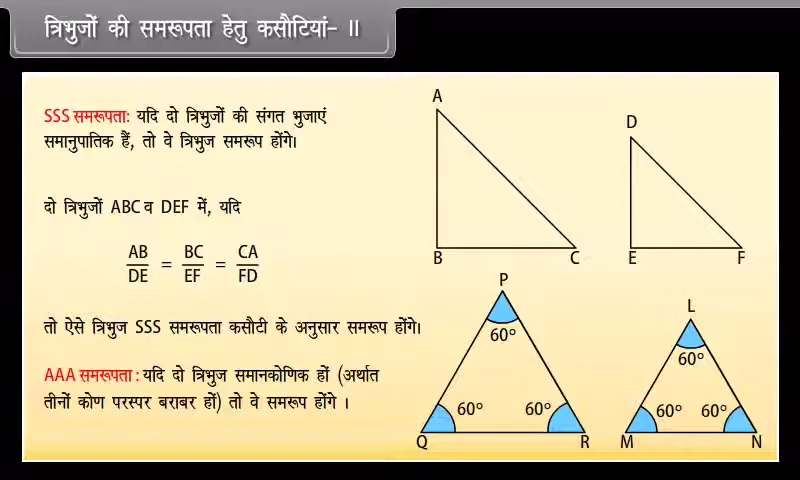 त्रिभुजों की समरूपता हेतु कसौटियां- II
SSS समरूपता: यदि दो त्रिभुजों की संगत भुजाएं
समानुपातिक हैं, तो वे त्रिभुज समरूप होंगे।
दो त्रिभुजों ABC व DEF में, यदि
AB/DE = BC/EF = CA/FD
तो ऐसे त्रिभुज SSS समरूपता कसौटी के अनुसार समरूप होंगे।
AAA समरूपता: यदि दो त्रिभुज समानकोणिक हों (अर्थात
तीनों कोण परस्पर बराबर हों) तो वे समरूप होंगे ।
A
B C
D
E F
P
60°
60° 60°
Q R
L
60°
60° 60°
M N